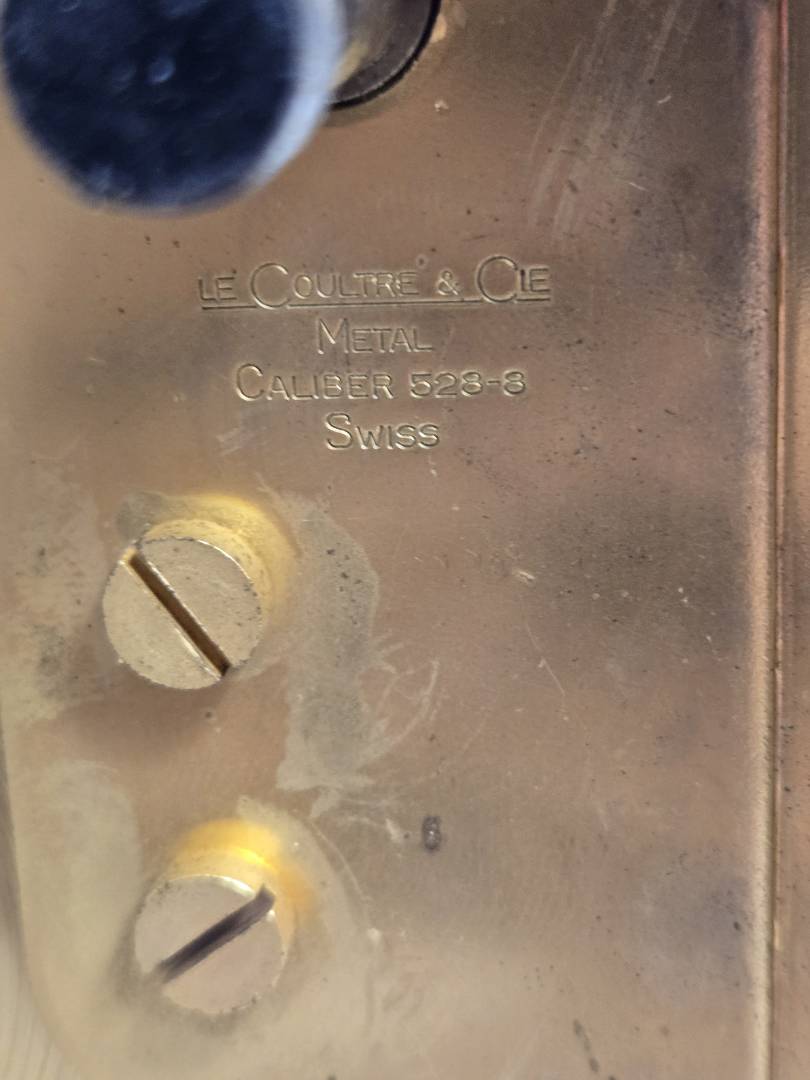 LE COULTRE & CIE
METAL
CALIBER 528-8
SWISS